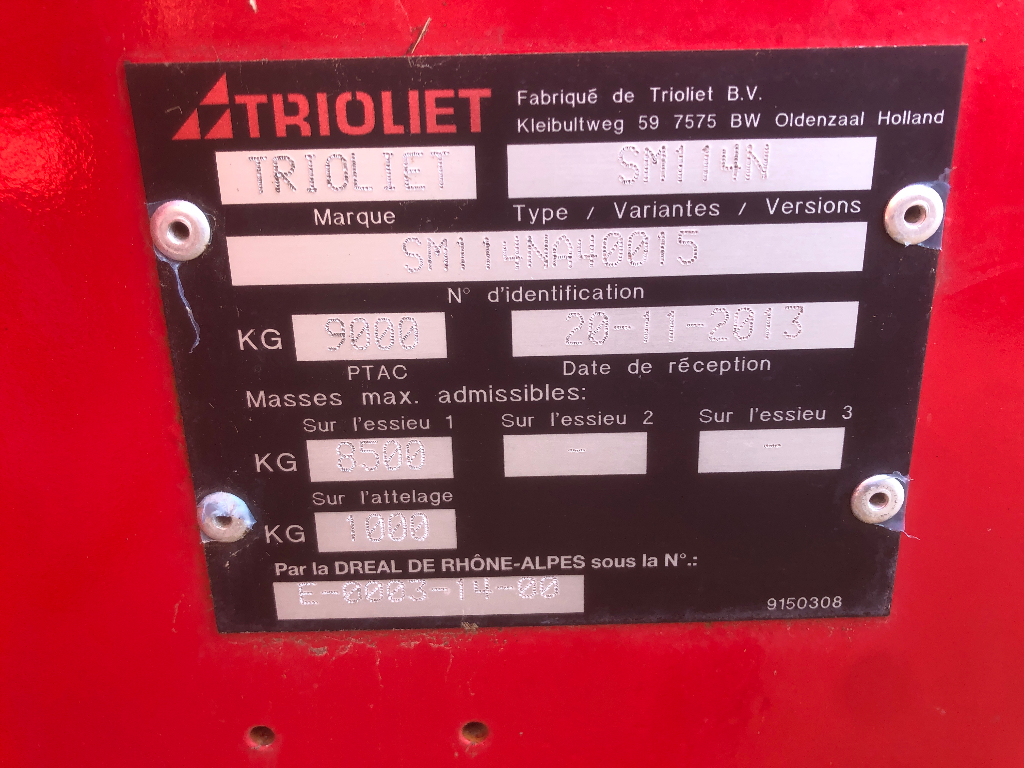 TRIOLIET
Fabriqué de Trioliet B.V.
Kleibultweg 59 7575 BW Oldenzaal Holland
TRIOLIET
SM114N
Marque
Type / Variantes / Versions
SM114NA40015
N° d'identification
KG 9000
20-11-2013
PTAC
Date de réception
Masses max. admissibles:
Sur l'essieu 1
Sur l'essieu 2
Sur l'essieu 3
KG 8500
-
-
Sur l'attelage
KG 1000
Par la DREAL DE RHÔNE-ALPES sous la N°.:
E-0003-14-00
9150308